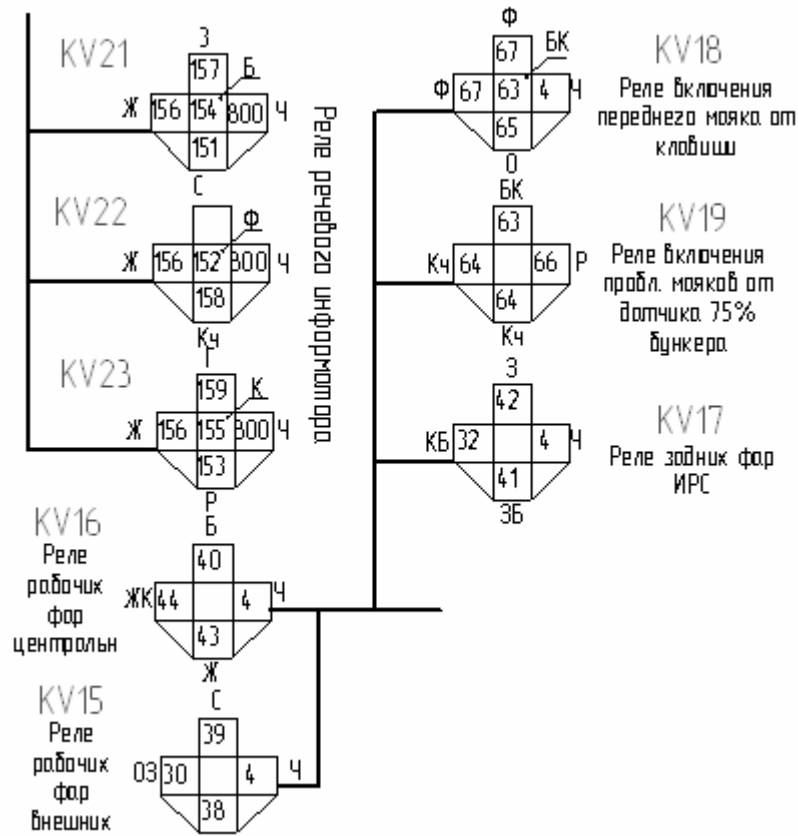 KV21
З
157
Б
Ж
156
154
800
Ч
151
С
KV22
Ф
Ж
156
152
800
Ч
158
Кч
KV23
Г
159
К
Ж
156
155
800
Ч
153
Р
Реле речевого информатора
KV16
Реле
рабочих
фар
центральн
Б
40
ЖК
44
4
Ч
43
Ж
KV15
Реле
рабочих
фар
внешних
С
39
ОЗ
30
4
Ч
38
Ф
67
БК
Ф
67
63
4
Ч
65
О
KV18
Реле включения
переднего маяка от
клавиши
БК
63
Кч
64
66
Р
64
Кч
KV19
Реле включения
пробл. маяков от
датчика 75%
бункера
З
42
КБ
32
4
Ч
41
ЗБ
KV17
Реле задних фар
ИРС